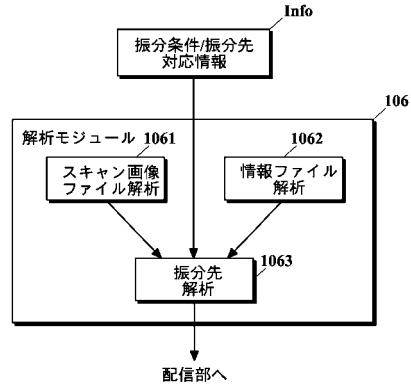 Info
振分条件/振分先
対応情報
106
解析モジュール
1061
スキャン画像
ファイル解析
1062
情報ファイル
解析
1063
振分先
解析
配信部へ